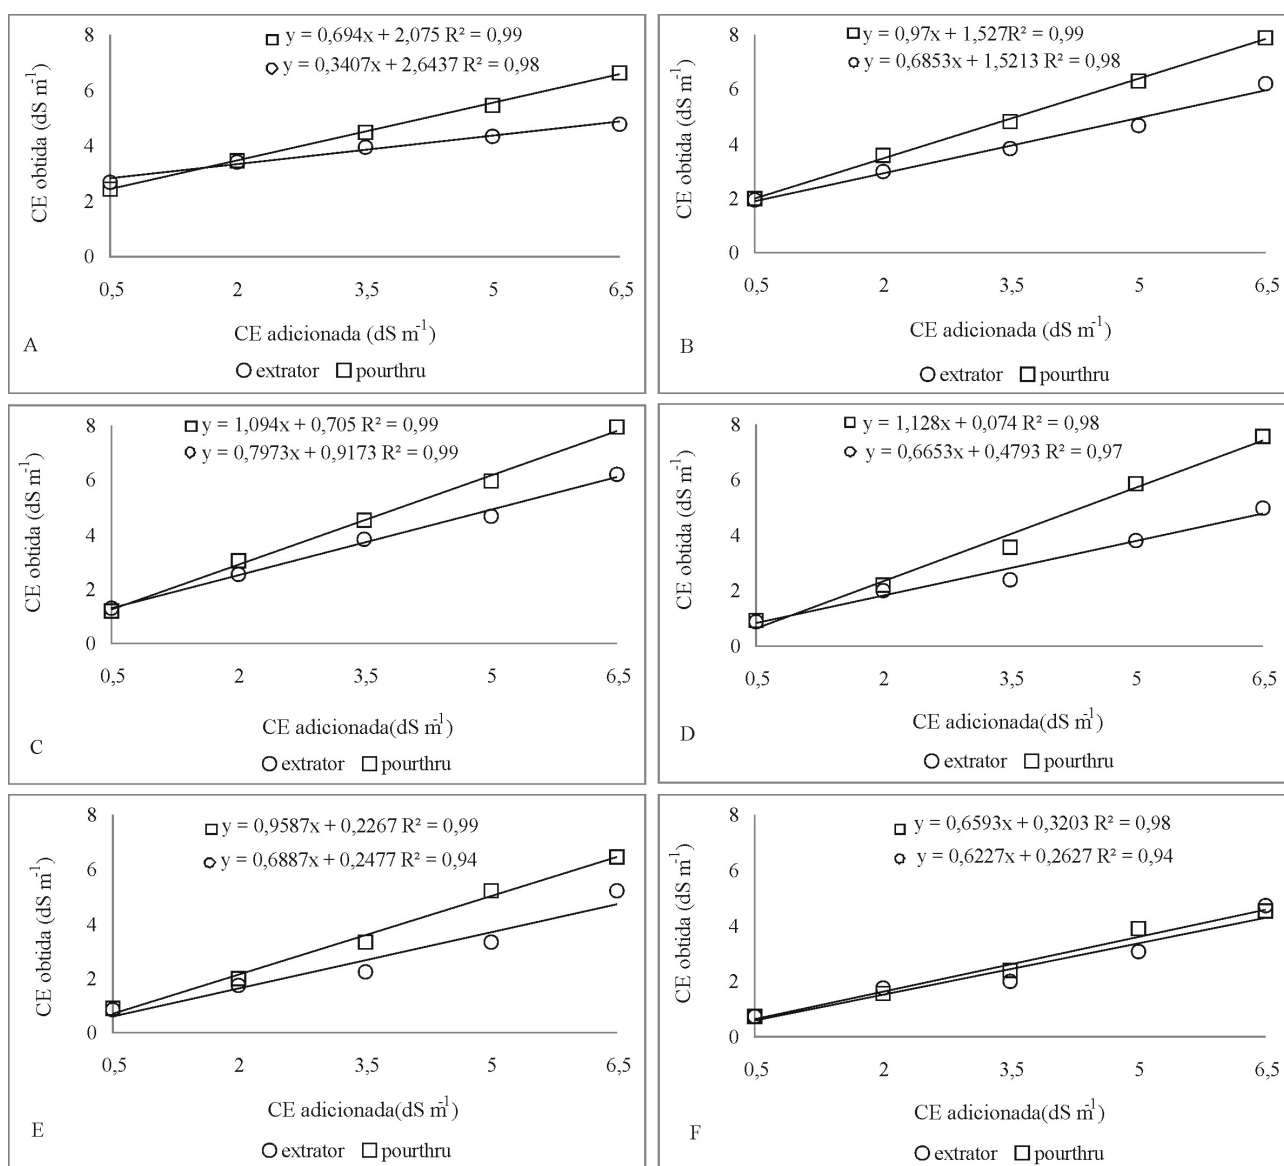 y = 0,694x + 2,075 R² = 0,99
y = 0,3407x + 2,6437 R² = 0,98
CE obtida (dS m⁻¹)
8
6
4
2
0
0,5 2 3,5 5 6,5
CE adicionada (dS m⁻¹)
A
extrator pourthru
y = 0,97x + 1,527R² = 0,99
y = 0,6853x + 1,5213 R² = 0,98
CE obtida (dS m⁻¹)
8
6
4
2
0
0,5 2 3,5 5 6,5
CE adicionada (dS m⁻¹)
B
extrator pourthru
y = 1,094x + 0,705 R² = 0,99
y = 0,7973x + 0,9173 R² = 0,99
CE obtida (dS m⁻¹)
8
6
4
2
0
0,5 2 3,5 5 6,5
CE adicionada(dS m⁻¹)
C
extrator pourthru
y = 1,128x + 0,074 R² = 0,98
y = 0,6653x + 0,4793 R² = 0,97
CE obtida (dS m⁻¹)
8
6
4
2
0
0,5 2 3,5 5 6,5
CE adicionada(dS m⁻¹)
D
extrator pourthru
y = 0,9587x + 0,2267 R² = 0,99
y = 0,6887x + 0,2477 R² = 0,94
CE obtida (dS m⁻¹)
8
6
4
2
0
0,5 2 3,5 5 6,5
CE adicionada(dS m⁻¹)
E
extrator pourthru
y = 0,6593x + 0,3203 R² = 0,98
y = 0,6227x + 0,2627 R² = 0,94
CE obtida (dS m⁻¹)
8
6
4
2
0
0,5 2 3,5 5 6,5
CE adicionada(dS m⁻¹)
F
extrator pourthru